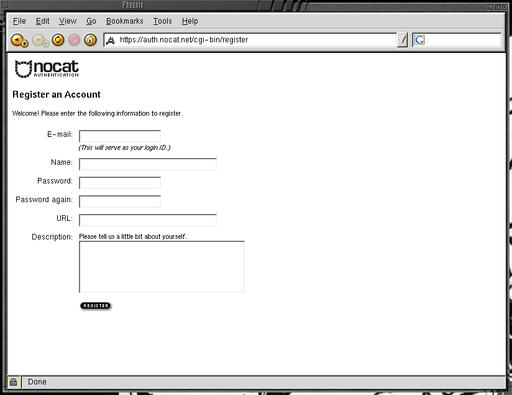 Phoenix
File Edit View Go Bookmarks Tools Help
https://auth.nocat.net/cgi-bin/register
nocat
AUTHENTICATION
Register an Account
Welcome! Please enter the following information to register.
E-mail:
(This will serve as your login ID.)
Name:
Password:
Password again:
URL:
Description: Please tell us a little bit about yourself.
REGISTER
Done